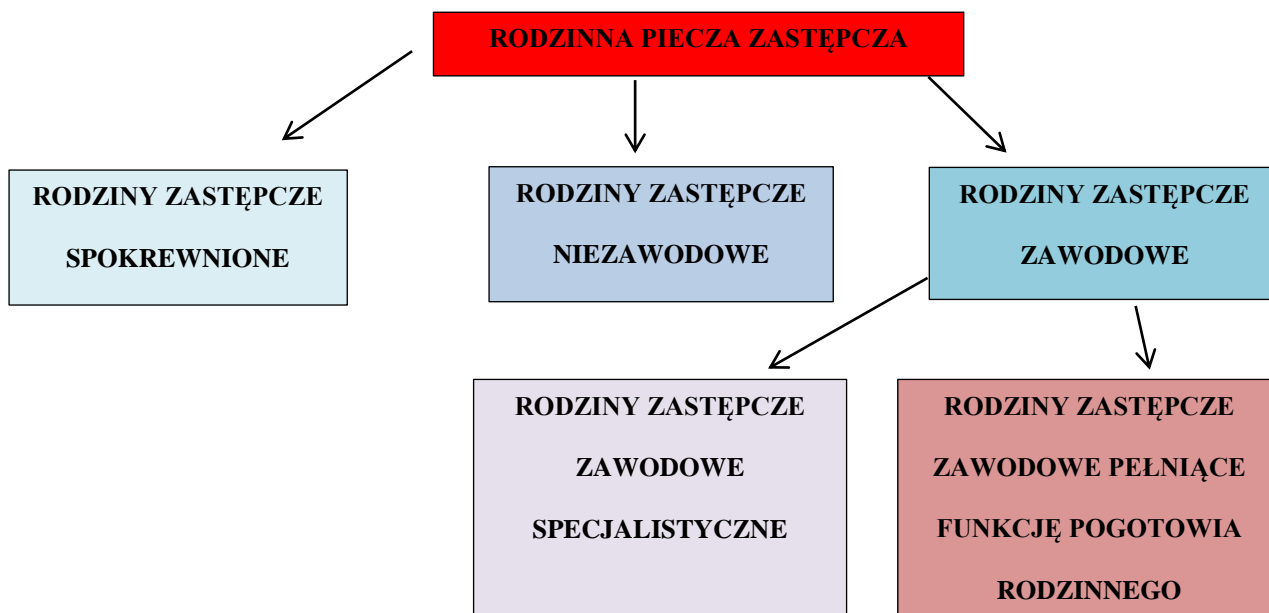 RODZINNA PIECZA ZASTĘPCZA
RODZINY ZASTĘPCZE
SPOKREWNIONE
RODZINY ZASTĘPCZE
NIEZAWODOWE
RODZINY ZASTĘPCZE
ZAWODOWE
RODZINY ZASTĘPCZE
ZAWODOWE
SPECJALISTYCZNE
RODZINY ZASTĘPCZE
ZAWODOWE PEŁNIĄCE
FUNKCJĘ POGOTOWIA
RODZINNEGO